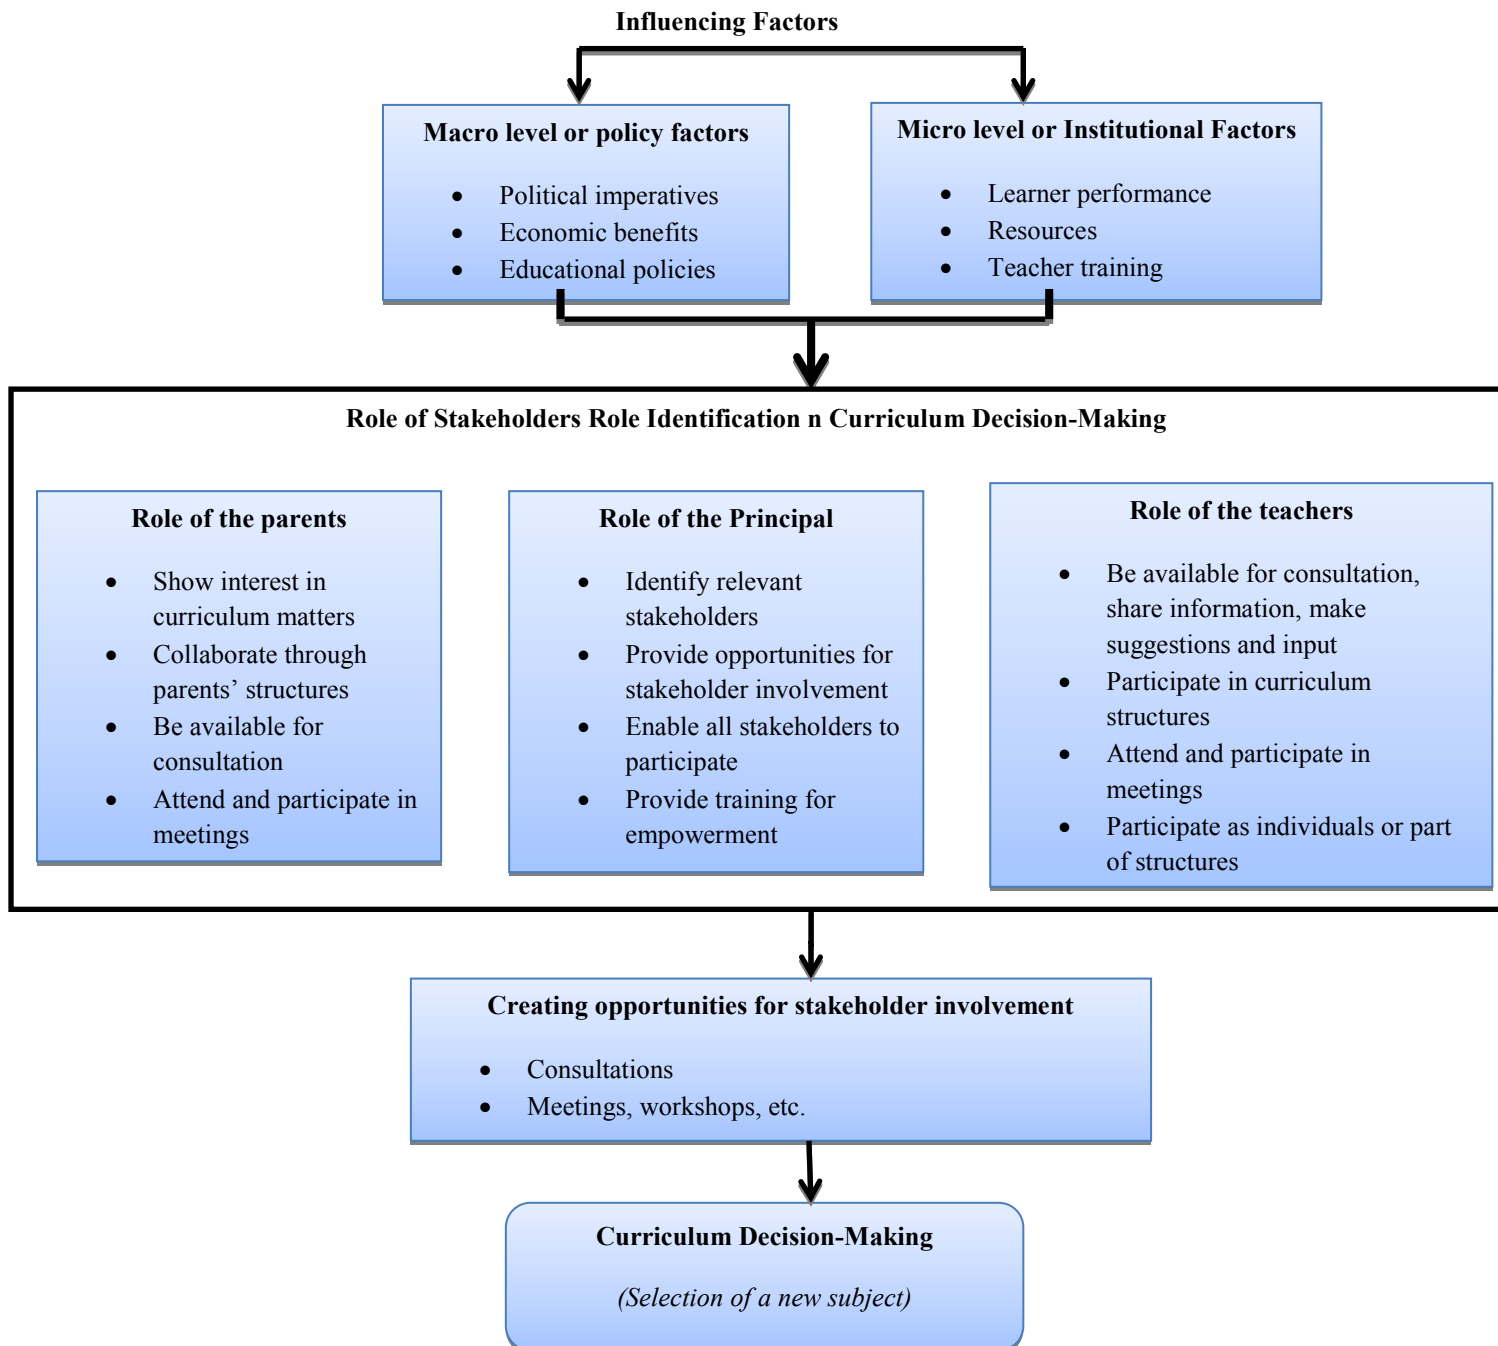 Influencing Factors
Macro level or policy factors
• Political imperatives
• Economic benefits
• Educational policies
Micro level or Institutional Factors
• Learner performance
• Resources
• Teacher training
Role of Stakeholders Role Identification n Curriculum Decision-Making
Role of the parents
• Show interest in
curriculum matters
• Collaborate through
parents’ structures
• Be available for
consultation
• Attend and participate in
meetings
Role of the Principal
• Identify relevant
stakeholders
• Provide opportunities for
stakeholder involvement
• Enable all stakeholders to
participate
• Provide training for
empowerment
Role of the teachers
• Be available for consultation,
share information, make
suggestions and input
• Participate in curriculum
structures
• Attend and participate in
meetings
• Participate as individuals or part
of structures
Creating opportunities for stakeholder involvement
• Consultations
• Meetings, workshops, etc.
Curriculum Decision-Making
(Selection of a new subject)